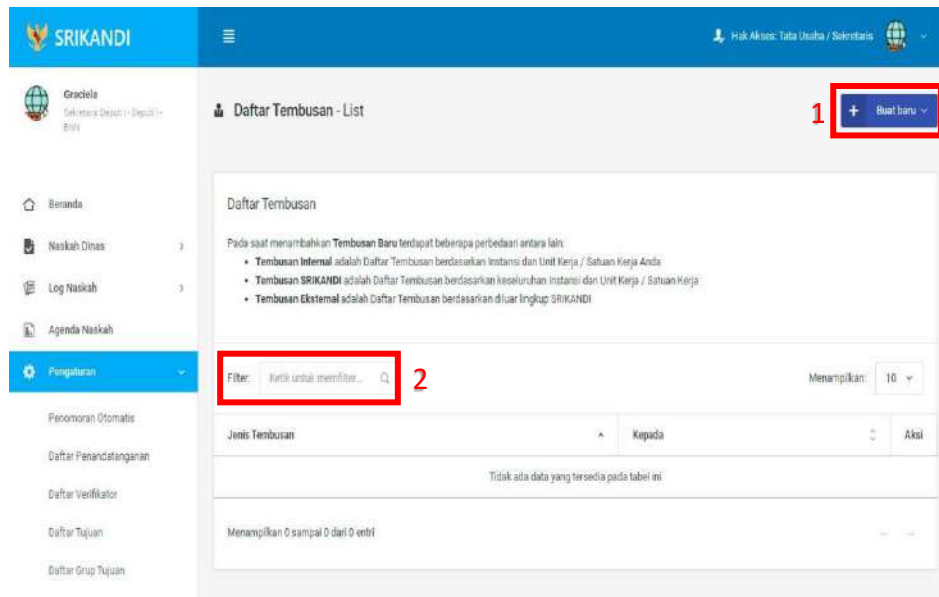 SRIKANDI
Hak Akses: Tata Usaha / Sekretaris
Graciela
Sekretaris Deputi I - Deputi I -
Daftar Tembusan - List
1
+ Buat baru
Beranda
Naskah Dinas
Log Naskah
Agenda Naskah
Pengaturan
Penomoran Otomatis
Daftar Penandatanganan
Daftar Verifikator
Daftar Tujuan
Daftar Grup Tujuan
Daftar Tembusan
Pada saat menambahkan Tembusan Baru terdapat beberapa perbedaan antara lain:
• Tembusan Internal adalah Daftar Tembusan berdasarkan Instansi dan Unit Kerja / Satuan Kerja Anda
• Tembusan SRIKANDI adalah Daftar Tembusan berdasarkan keseluruhan Instansi dan Unit Kerja / Satuan Kerja
• Tembusan Eksternal adalah Daftar Tembusan berdasarkan diluar lingkup SRIKANDI
Filter: Ketik untuk memfilter... 2
Menampilkan: 10
Jenis Tembusan Kepada Aksi
Tidak ada data yang tersedia pada tabel ini
Menampilkan 0 sampai 0 dari 0 entri